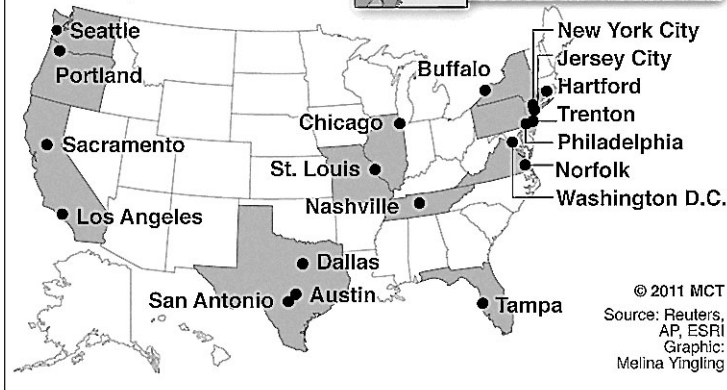 Seattle
Portland
Sacramento
Los Angeles
San Antonio
Austin
Dallas
Nashville
St. Louis
Chicago
Buffalo
New York City
Jersey City
Hartford
Trenton
Philadelphia
Norfolk
Washington D.C.
Tampa
© 2011 MCT
Source: Reuters,
AP, ESRI
Graphic:
Melina Yingling